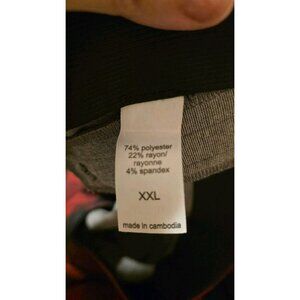 74% polyester
22% rayon/
rayonne
4% spandex
XXL
made in cambodia